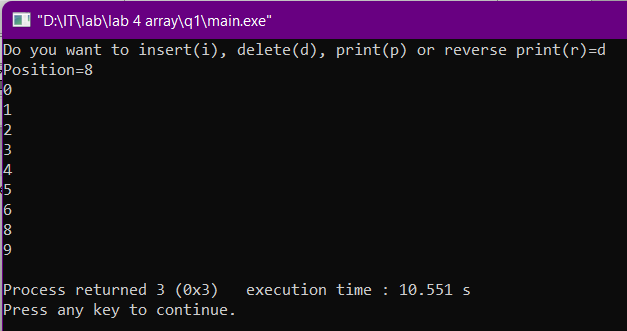 "D:\IT\lab\lab 4 array\q1\main.exe"
Do you want to insert(i), delete(d), print(p) or reverse print(r)=d
Position=8
0
1
2
3
4
5
6
8
9
Process returned 3 (0x3)   execution time : 10.551 s
Press any key to continue.